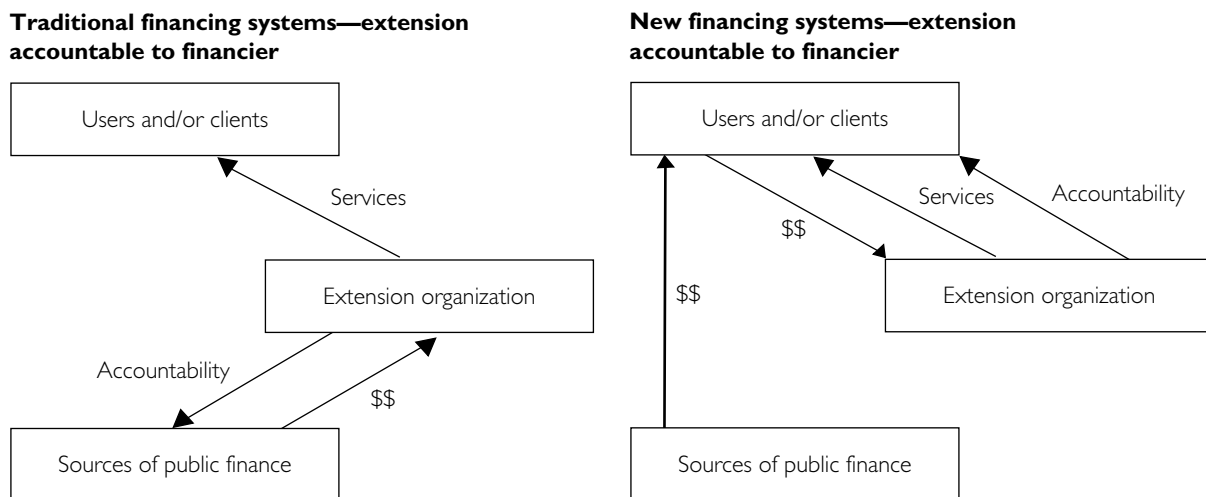 Traditional financing systems—extension
accountable to financier
Users and/or clients
Services
Extension organization
Accountability
$$
Sources of public finance
New financing systems—extension
accountable to financier
Users and/or clients
Services
Accountability
$$
Extension organization
$$
Sources of public finance